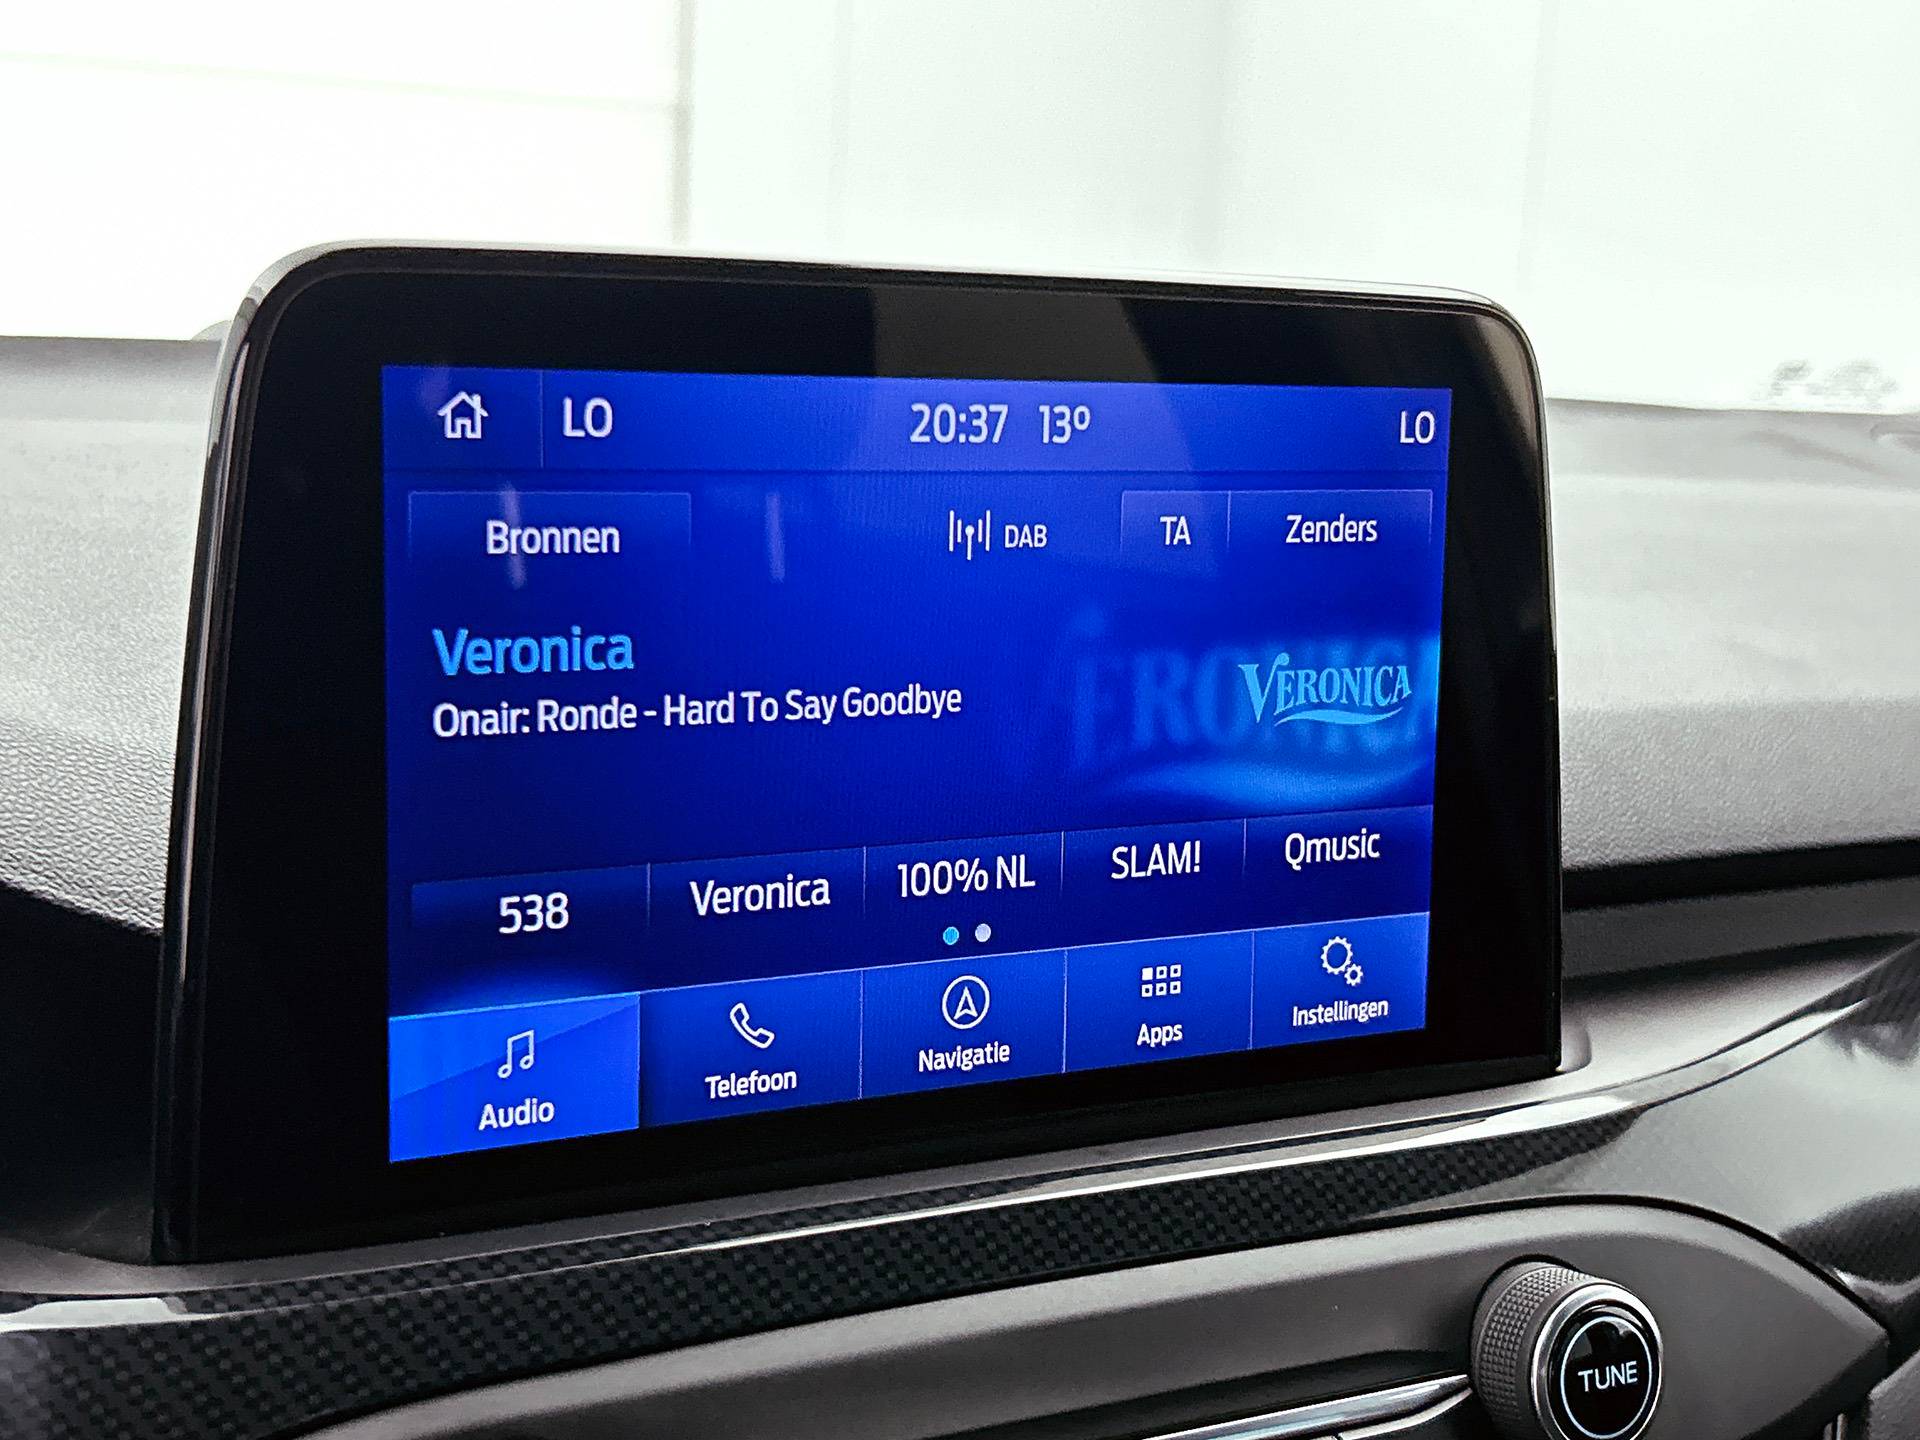 LO 20:37 13º LO
Bronnen DAB TA Zenders
Veronica
Onair: Ronde - Hard To Say Goodbye
VERONICA
538 Veronica 100% NL SLAM! Qmusic
Audio Telefoon Navigatie Apps Instellingen
TUNE